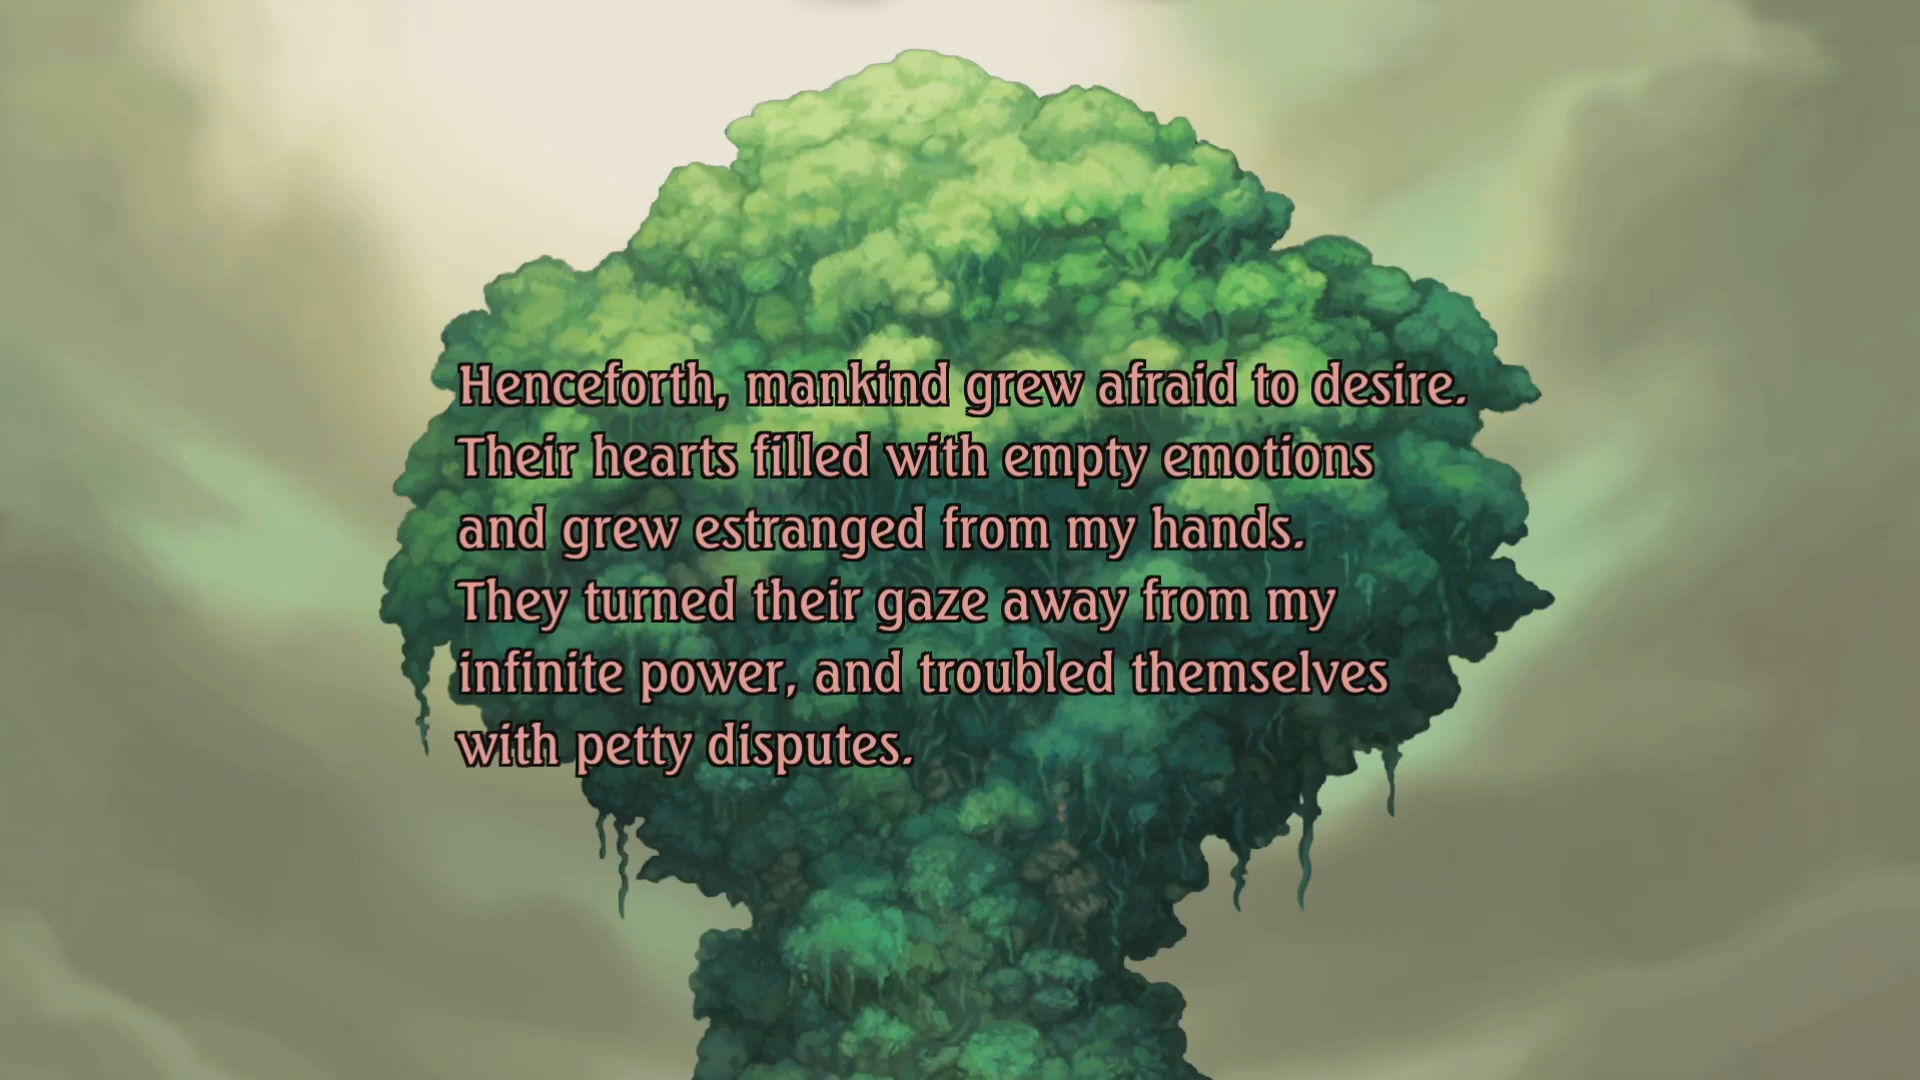 Henceforth, mankind grew afraid to desire.
Their hearts filled with empty emotions
and grew estranged from my hands.
They turned their gaze away from my
infinite power, and troubled themselves
with petty disputes.